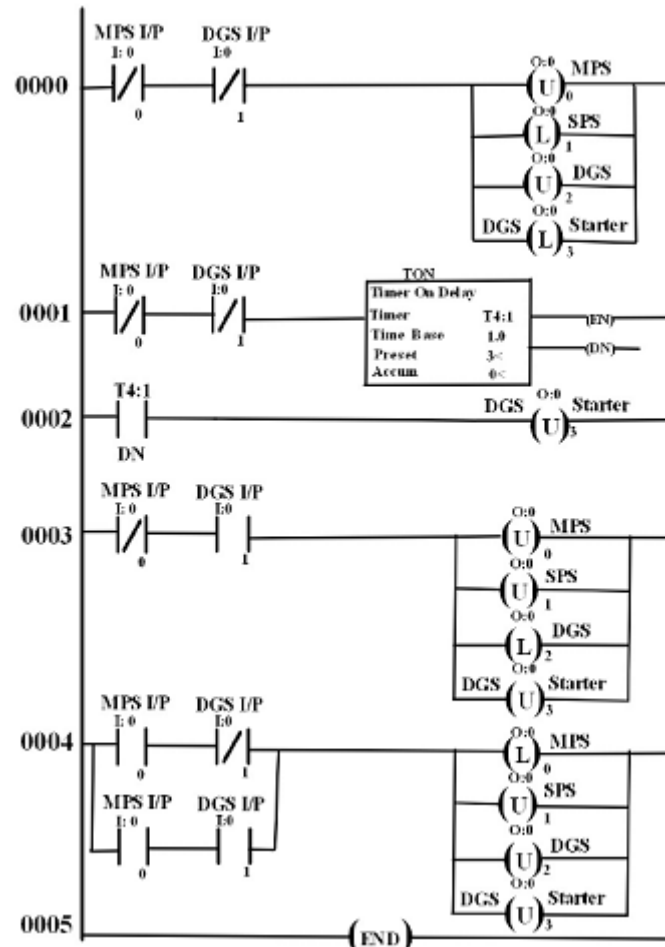 MPS I/P DGS I/P
I: 0 I:0 O:0
0000 U MPS
0 1 0
O:0
L SPS
1
O:0
U DGS
2
O:0
DGS L Starter
3
MPS I/P DGS I/P
I: 0 I:0
0001
0 1
TON
Timer On Delay
Timer T4:1 (EN)
Time Base 1.0 (DN)
Preset 3<
Accum 0<
T4:1 O:0
0002 DGS U Starter
3
DN
MPS I/P DGS I/P
I: 0 I:0 O:0
0003 U MPS
0 1 0
O:0
U SPS
1
O:0
L DGS
2
O:0
DGS U Starter
3
MPS I/P DGS I/P
I: 0 I:0 O:0
0004 L MPS
0 1 0
MPS I/P DGS I/P O:0
I: 0 I:0 U SPS
0 1 1
O:0
U DGS
2
O:0
DGS U Starter
3
0005 (END)